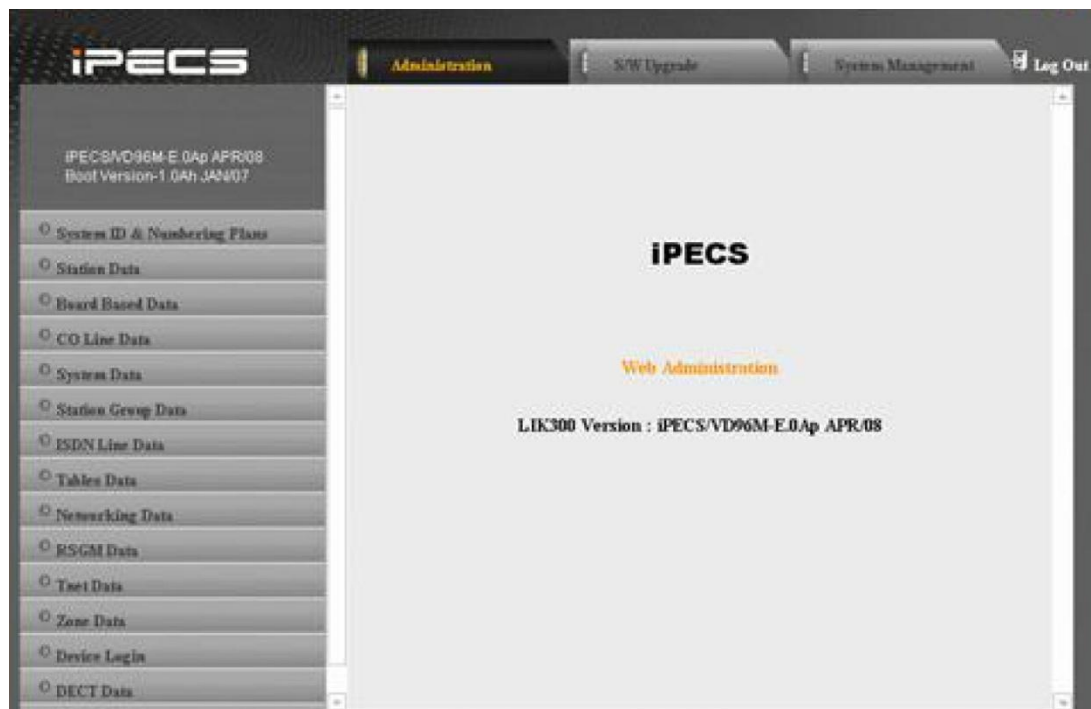 iPECS
Administration
S/W Upgrade
System Management
Log Out
iPECS/VD96M-E.0Ap APR/08
Boot Version-1.0Ah JAN/07
System ID & Numbering Plans
Station Data
Board Based Data
CO Line Data
System Data
Station Group Data
ISDN Line Data
Tables Data
Networking Data
RSGM Data
Tnet Data
Zone Data
Device Login
DECT Data
iPECS
Web Administration
LIK300 Version : iPECS/VD96M-E.0Ap APR/08